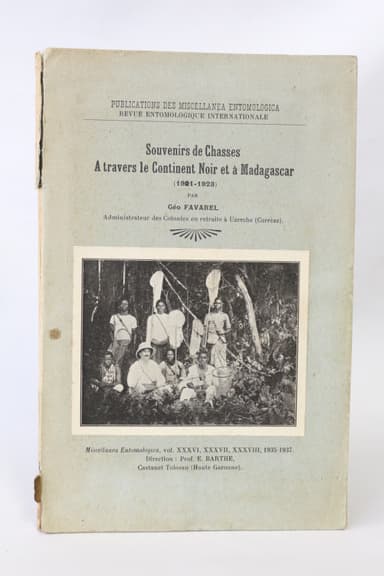 PUBLICATIONS DES MISCELLANEA ENTOMOLOGICA
REVUE ENTOMOLOGIQUE INTERNATIONALE
Souvenirs de Chasses
A travers le Continent Noir et à Madagascar
(1901-1923)
PAR
Géo FAVAREL
Administrateur des Colonies en retraite à Uzerche (Corrèze).
Miscellanea Entomologica, vol. XXXVI, XXXVII, XXXVIII, 1935-1937.
Direction : Prof. E. BARTHE,
Castanet Tolosan (Haute Garonne).